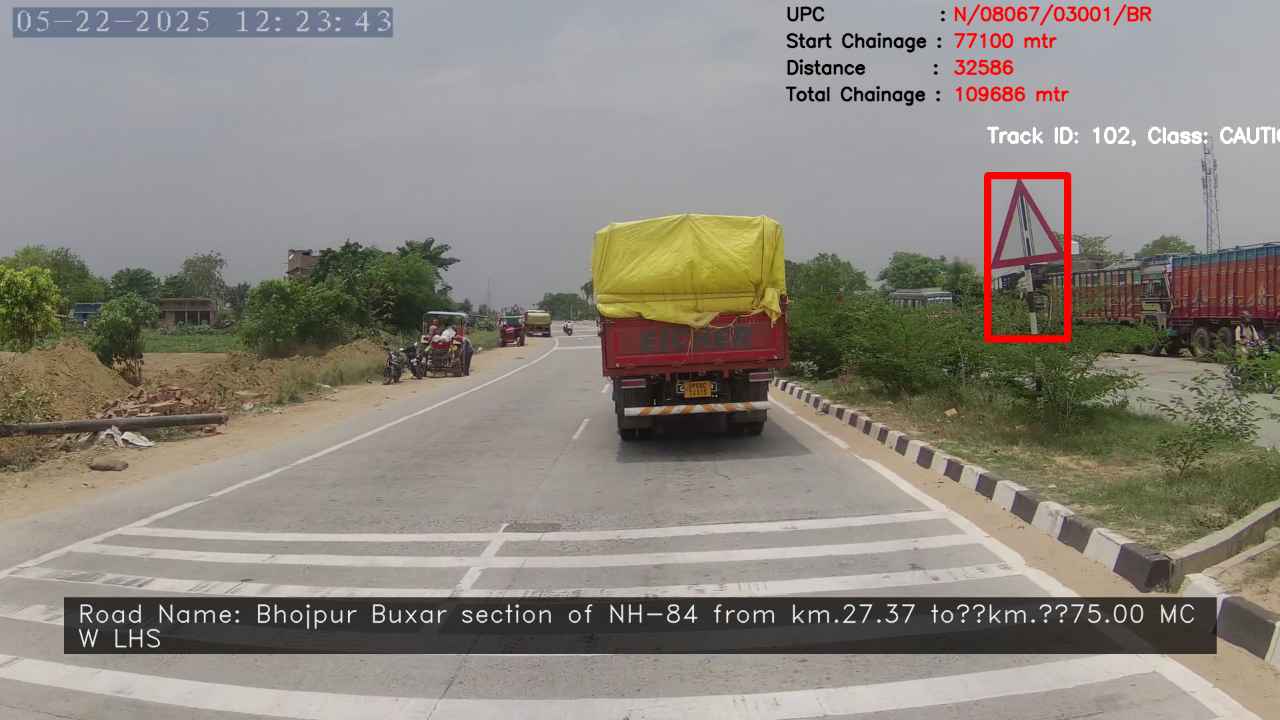 05-22-2025 12:23:43
UPC : N/08067/03001/BR
Start Chainage : 77100 mtr
Distance : 32586
Total Chainage : 109686 mtr
Track ID: 102, Class:
EICHER
Road Name: Bhojpur Buxar section of NH-84 from km.27.37 to??km.??75.00 MC
W LHS